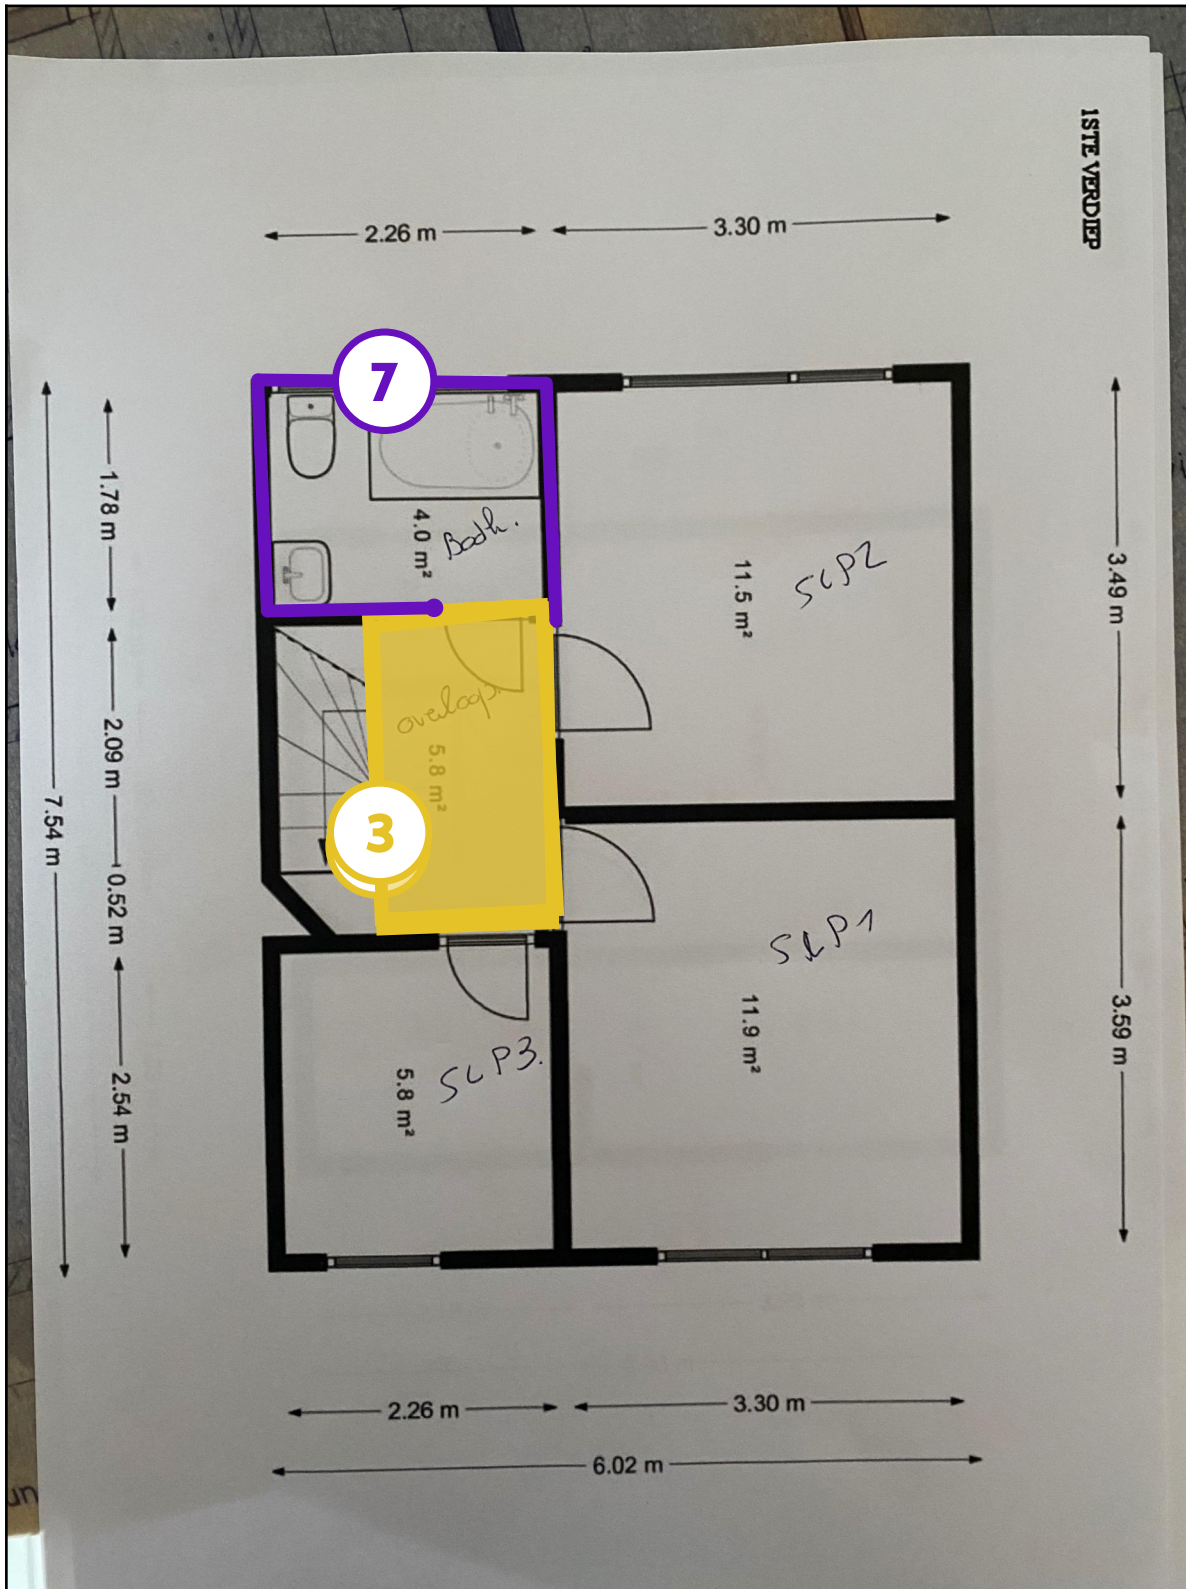 1STE VERDIEP
2.26 m
3.30 m
7
1.78 m
4.0 m²
Badk.
11.5 m²
SLP2
3.49 m
overloop.
5.8 m²
2.09 m
7.54 m
3
0.52 m
SLP1
11.9 m²
3.59 m
SLP3.
5.8 m²
2.54 m
2.26 m
3.30 m
6.02 m
un